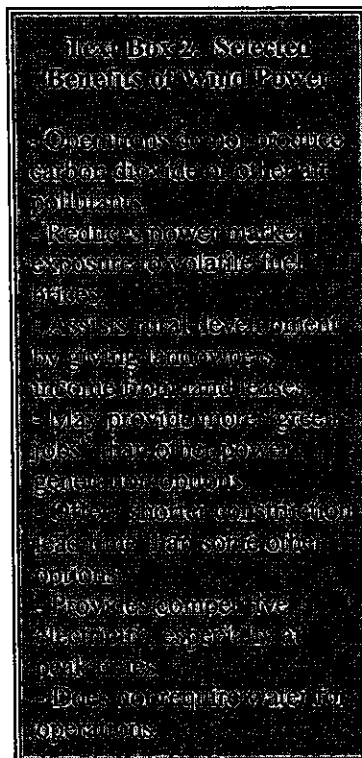 Text Box 2. Selected
Benefits of Wind Power
- Operations do not produce
carbon dioxide or other air
pollutants
- Reduces power market
exposure to volatile fuel
prices
- Assists rural development
by giving landowners
income from land leases
- May provide more "green
jobs" than other power
generation options
- Offers shorter construction
lead time than some other
options
- Provides competitive
electricity, especially at
peak times
- Does not require water for
operations